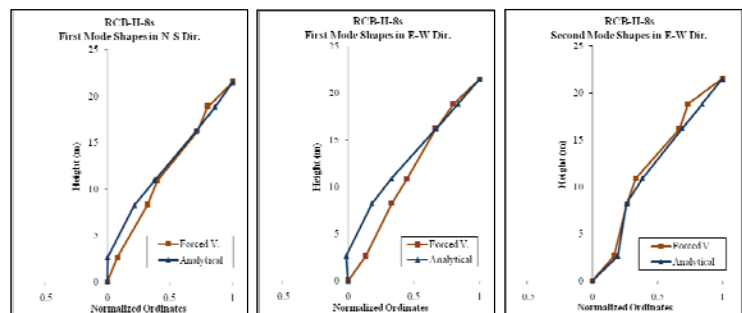 RCB-II-8s
First Mode Shapes in N-S Dir.
25
20
15
10
5
0
Height (m)
Forced V.
Analytical
0.5
0
0.5
1
Normalized Ordinates
RCB-II-8s
First Mode Shapes in E-W Dir.
25
20
15
10
5
0
Height (m)
Forced V.
Analytical
0.5
0
0.5
1
Normalized Ordinates
RCB-II-8s
Second Mode Shapes in E-W Dir.
25
20
15
10
5
0
Height (m)
Forced V.
Analytical
0.5
0
0.5
1
Normalized Ordinates